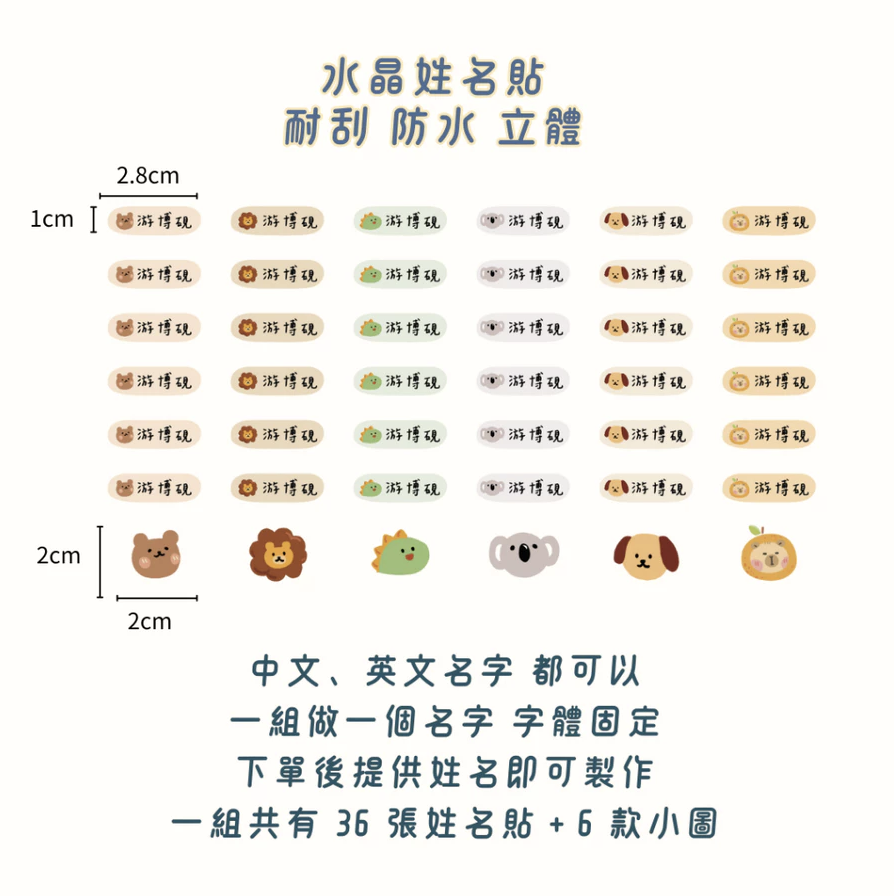 水晶姓名貼
耐刮 防水 立體
2.8cm
1cm
游博硯 游博硯 游博硯 游博硯 游博硯 游博硯
游博硯 游博硯 游博硯 游博硯 游博硯 游博硯
游博硯 游博硯 游博硯 游博硯 游博硯 游博硯
游博硯 游博硯 游博硯 游博硯 游博硯 游博硯
游博硯 游博硯 游博硯 游博硯 游博硯 游博硯
游博硯 游博硯 游博硯 游博硯 游博硯 游博硯
2cm
2cm
中文、英文名字 都可以
一組做一個名字 字體固定
下單後提供姓名即可製作
一組共有 36 張姓名貼 + 6 款小圖